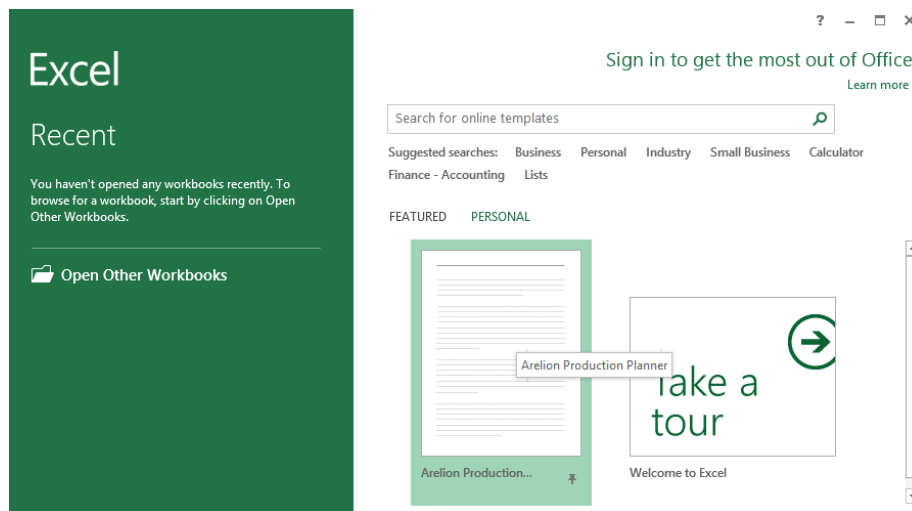 ?
Excel
Sign in to get the most out of Office
Learn more
Recent
You haven't opened any workbooks recently. To
browse for a workbook, start by clicking on Open
Other Workbooks.
Open Other Workbooks
Search for online templates
Suggested searches: Business Personal Industry Small Business Calculator
Finance - Accounting Lists
FEATURED PERSONAL
Arelion Production Planner
Take a
tour
Arelion Production...
Welcome to Excel